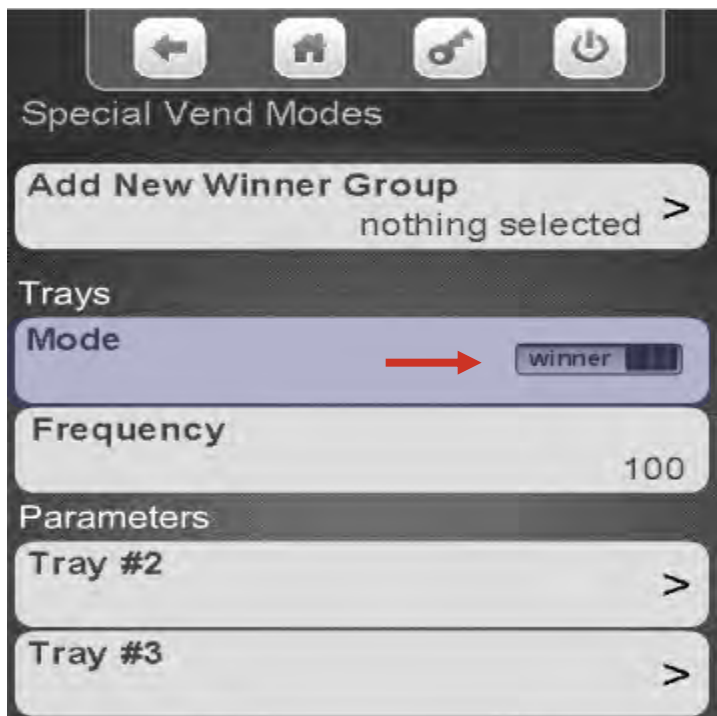 Special Vend Modes
Add New Winner Group
nothing selected >
Trays
Mode
winner
Frequency
100
Parameters
Tray #2
>
Tray #3
>